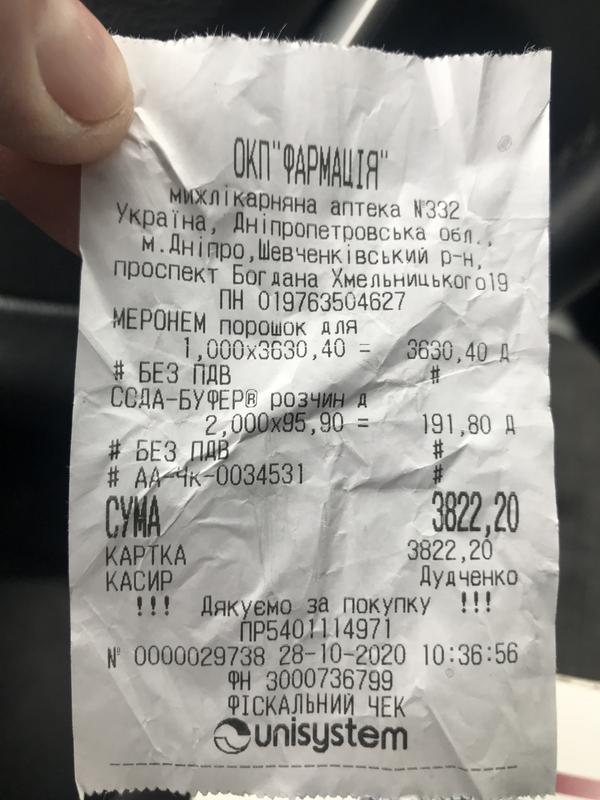 ОКП"ФАРМАЦІЯ"
мижлікарняна аптека №332
Україна, Дніпропетровська обл.,
м.Дніпро,Шевченківський р-н,
проспект Богдана Хмельницького19
ПН 019763504627
МЕРОНЕМ порошок для
1,000x3630,40 = 3630,40 Д
# БЕЗ ПДВ #
СОДА-БУФЕР® розчин д
2,000x95,90 = 191,80 Д
# БЕЗ ПДВ #
# АА-Чк-0034531 #
СУМА 3822,20
КАРТКА 3822,20
КАСИР Дудченко
!!! Дякуємо за покупку !!!
ПР5401114971
№ 0000029738 28-10-2020 10:36:56
ФН 3000736799
ФІСКАЛЬНИЙ ЧЕК
unisystem